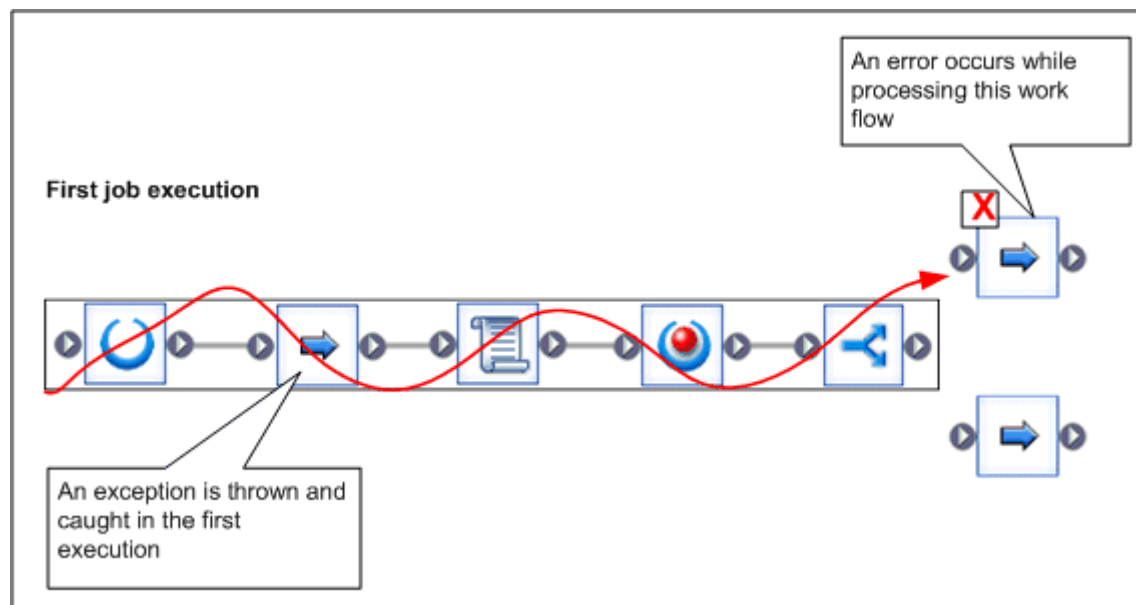 An error occurs while
processing this work
flow
First job execution
X
An exception is thrown and
caught in the first
execution